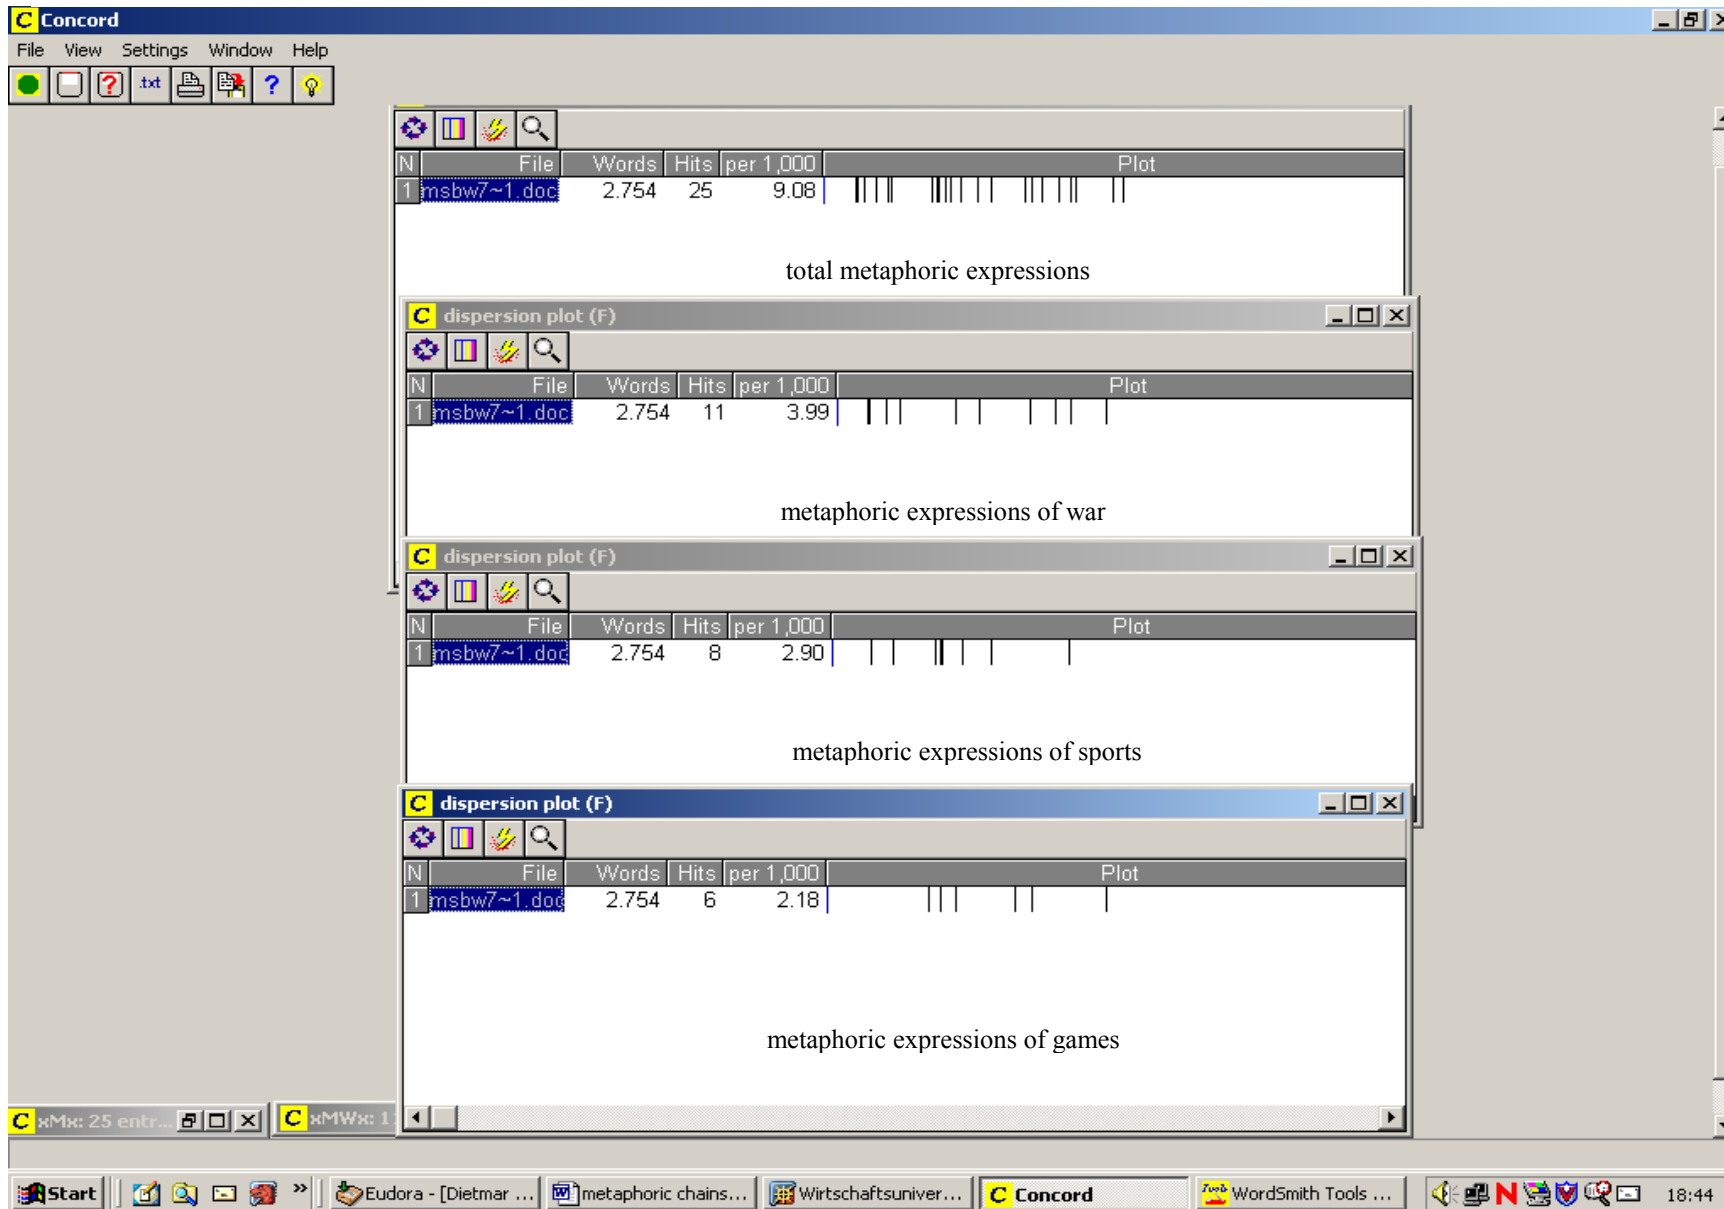 C Concord
File View Settings Window Help
? .txt ?
N File Words Hits per 1,000 Plot
1 msbw7~1.doc 2.754 25 9.08
total metaphoric expressions
C dispersion plot (F)
N File Words Hits per 1,000 Plot
1 msbw7~1.doc 2.754 11 3.99
metaphoric expressions of war
C dispersion plot (F)
N File Words Hits per 1,000 Plot
1 msbw7~1.doc 2.754 8 2.90
metaphoric expressions of sports
C dispersion plot (F)
N File Words Hits per 1,000 Plot
1 msbw7~1.doc 2.754 6 2.18
metaphoric expressions of games
C xMx: 25 entr... C xMWx: 1
Start » Eudora - [Dietmar ... metaphoric chains... Wirtschaftsuniver... C Concord WordSmith Tools ... N 18:44